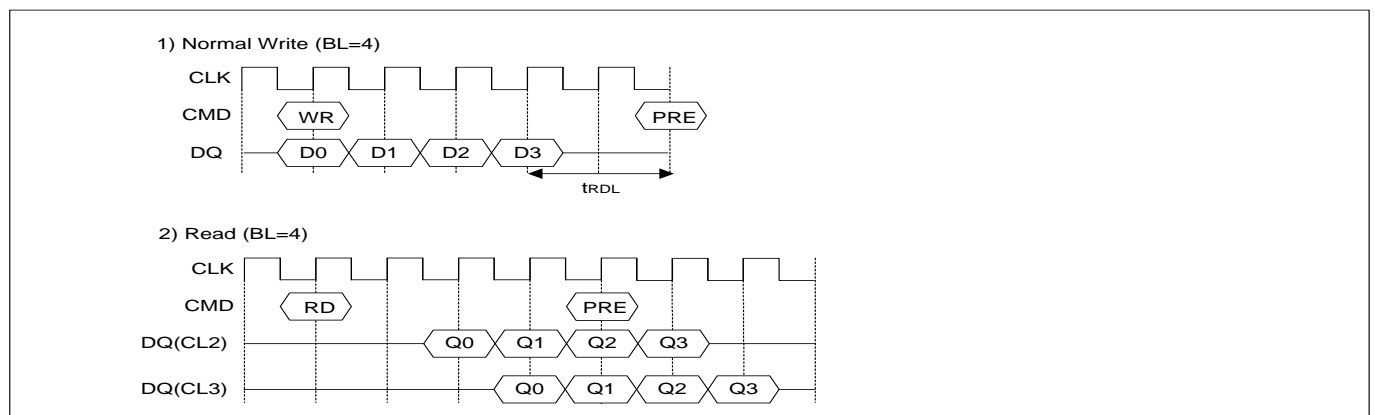 1) Normal Write (BL=4)
CLK
CMD WR PRE
DQ D0 D1 D2 D3
tRDL
2) Read (BL=4)
CLK
CMD RD PRE
DQ(CL2) Q0 Q1 Q2 Q3
DQ(CL3) Q0 Q1 Q2 Q3